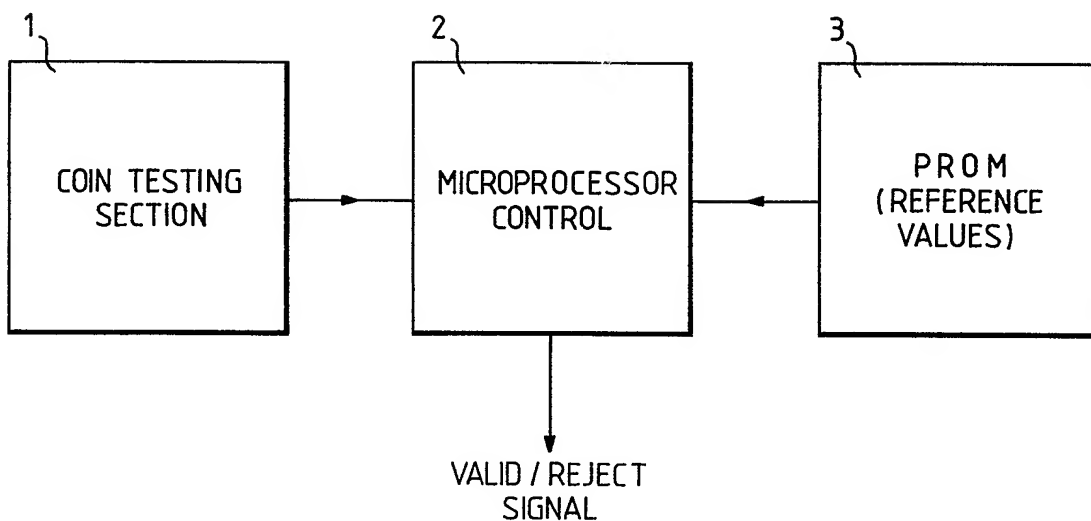 1
2
3
COIN TESTING
SECTION
MICROPROCESSOR
CONTROL
PROM
(REFERENCE
VALUES)
VALID / REJECT
SIGNAL